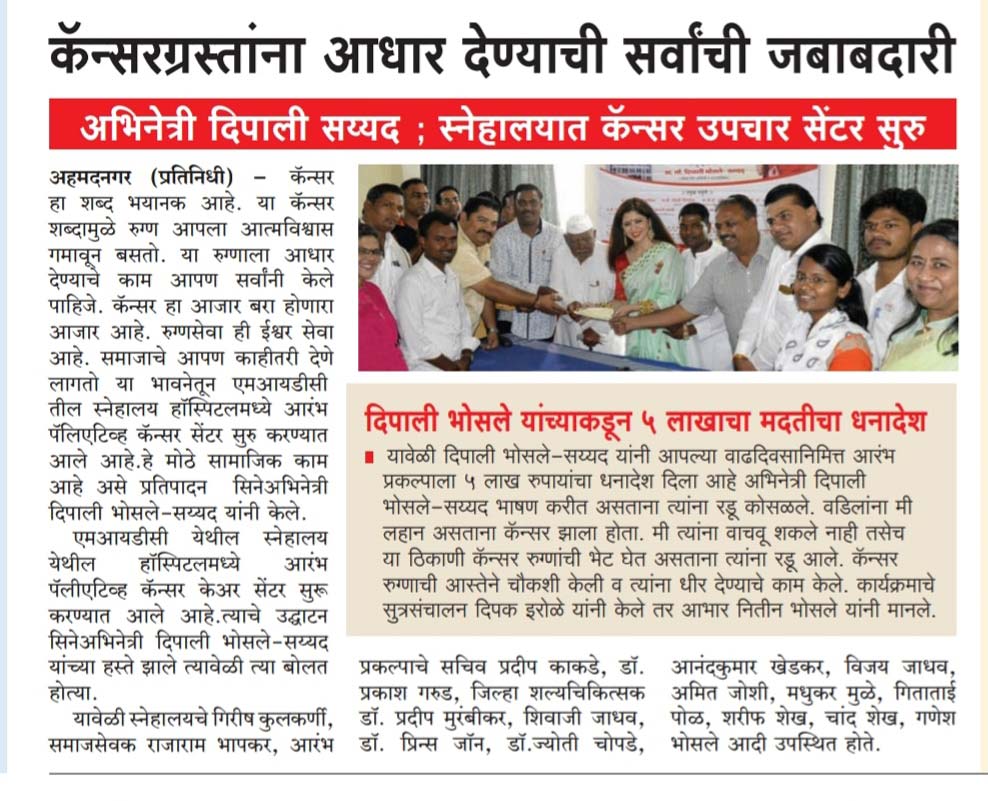 कॅन्सरग्रस्तांना आधार देण्याची सर्वांची जबाबदारी
अभिनेत्री दिपाली सय्यद ; स्नेहालयात कॅन्सर उपचार सेंटर सुरु
अहमदनगर (प्रतिनिधी) – कॅन्सर
हा शब्द भयानक आहे. या कॅन्सर
शब्दामुळे रुग्ण आपला आत्मविश्वास
गमावून बसतो. या रुग्णाला आधार
देण्याचे काम आपण सर्वांनी केले
पाहिजे. कॅन्सर हा आजार बरा होणारा
आजार आहे. रुग्णसेवा ही ईश्वर सेवा
आहे. समाजाचे आपण काहीतरी देणे
लागतो या भावनेतून एमआयडीसी
तील स्नेहालय हॉस्पिटलमध्ये आरंभ
पॅलिएटिव्ह कॅन्सर सेंटर सुरु करण्यात
आले आहे.हे मोठे सामाजिक काम
आहे असे प्रतिपादन सिनेअभिनेत्री
दिपाली भोसले-सय्यद यांनी केले.
एमआयडीसी येथील स्नेहालय
येथील हॉस्पिटलमध्ये आरंभ
पॅलीएटिव्ह कॅन्सर केअर सेंटर सुरू
करण्यात आले आहे.त्याचे उद्घाटन
सिनेअभिनेत्री दिपाली भोसले-सय्यद
यांच्या हस्ते झाले त्यावेळी त्या बोलत
होत्या.
यावेळी स्नेहालयचे गिरीष कुलकर्णी,
समाजसेवक राजाराम भापकर, आरंभ
दिपाली भोसले यांच्याकडून ५ लाखाचा मदतीचा धनादेश
यावेळी दिपाली भोसले-सय्यद यांनी आपल्या वाढदिवसानिमित्त आरंभ
प्रकल्पाला ५ लाख रुपायांचा धनादेश दिला आहे अभिनेत्री दिपाली
भोसले-सय्यद भाषण करीत असताना त्यांना रडू कोसळले. वडिलांना मी
लहान असताना कॅन्सर झाला होता. मी त्यांना वाचवू शकले नाही तसेच
या ठिकाणी कॅन्सर रुग्णांची भेट घेत असताना त्यांना रडू आले. कॅन्सर
रुग्णाची आस्तेने चौकशी केली व त्यांना धीर देण्याचे काम केले. कार्यक्रमाचे
सुत्रसंचालन दिपक इरोळे यांनी केले तर आभार नितीन भोसले यांनी मानले.
प्रकल्पाचे सचिव प्रदीप काकडे, डॉ.
प्रकाश गरुड, जिल्हा शल्यचिकित्सक
डॉ. प्रदीप मुरंबीकर, शिवाजी जाधव,
डॉ. प्रिन्स जॉन, डॉ.ज्योती चोपडे,
आनंदकुमार खेडकर, विजय जाधव,
अमित जोशी, मधुकर मुळे, गिताताई
पोळ, शरीफ शेख, चांद शेख, गणेश
भोसले आदी उपस्थित होते.